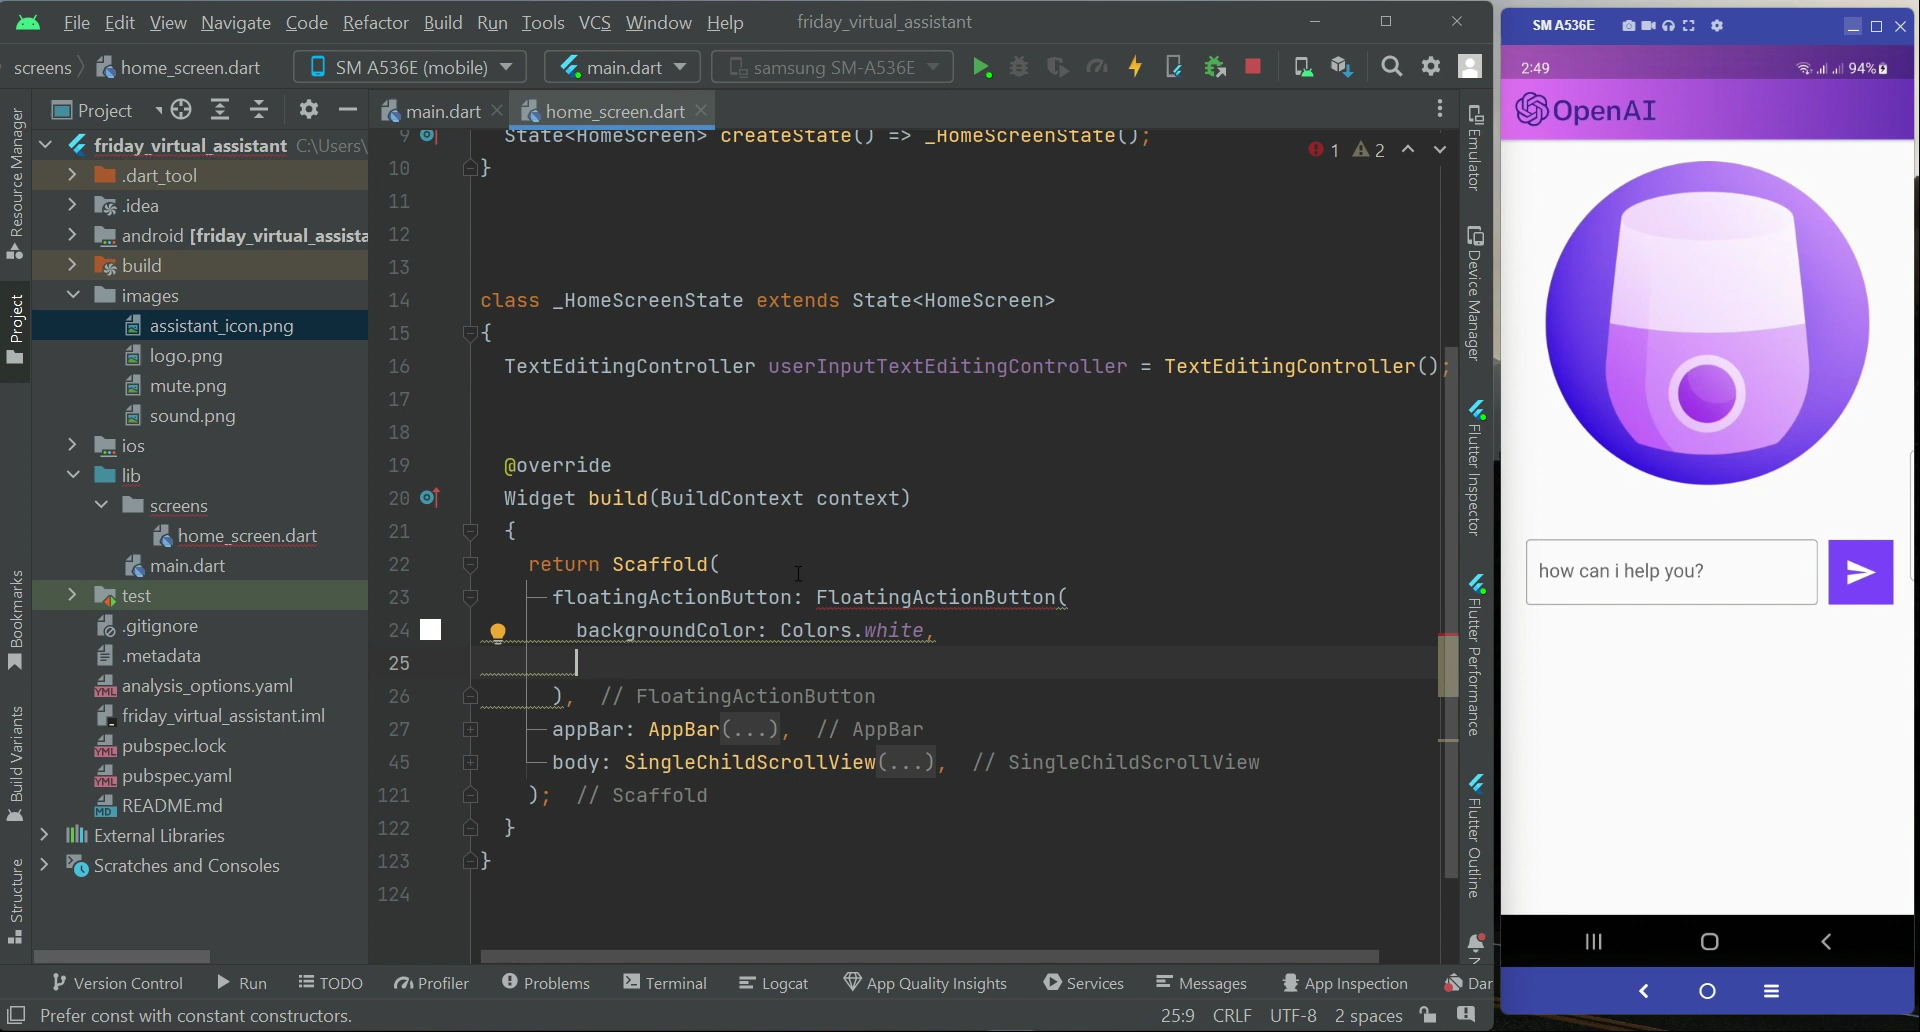 File Edit View Navigate Code Refactor Build Run Tools VCS Window Help friday_virtual_assistant
screens home_screen.dart SM A536E (mobile) main.dart samsung SM-A536E
Project main.dart home_screen.dart
Resource Manager
Project
Bookmarks
Build Variants
Structure
friday_virtual_assistant C:\Users\
.dart_tool
.idea
android [friday_virtual_assista
build
images
assistant_icon.png
logo.png
mute.png
sound.png
ios
lib
screens
home_screen.dart
main.dart
test
.gitignore
.metadata
analysis_options.yaml
friday_virtual_assistant.iml
pubspec.lock
pubspec.yaml
README.md
External Libraries
Scratches and Consoles
9 State<HomeScreen> createState() => _HomeScreenState();
1 2
10 }
11
12
13
14 class _HomeScreenState extends State<HomeScreen>
15 {
16 TextEditingController userInputTextEditingController = TextEditingController();
17
18
19 @override
20 Widget build(BuildContext context)
21 {
22 return Scaffold(
23 floatingActionButton: FloatingActionButton(
24 backgroundColor: Colors.white,
25
26 ), // FloatingActionButton
27 appBar: AppBar(...), // AppBar
45 body: SingleChildScrollView(...), // SingleChildScrollView
121 ); // Scaffold
122 }
123 }
124
Emulator
Device Manager
Flutter Inspector
Flutter Performance
Flutter Outline
Version Control Run TODO Profiler Problems Terminal Logcat App Quality Insights Services Messages App Inspection Dar
Prefer const with constant constructors. 25:9 CRLF UTF-8 2 spaces
SM A536E
2:49 94%
OpenAI
how can i help you?